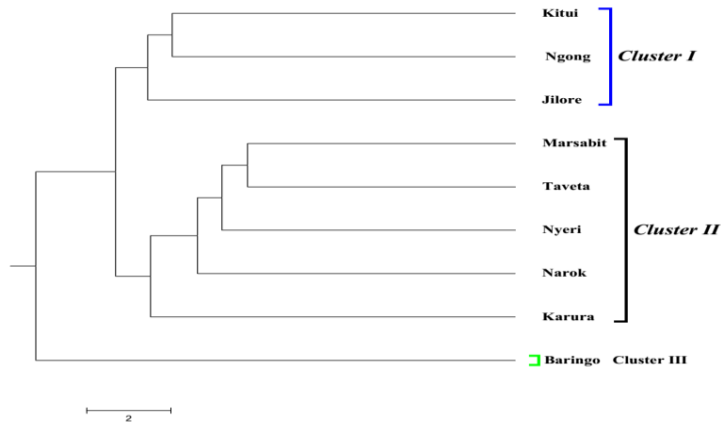 Kitui
Ngong
Cluster I
Jilore
Marsabit
Taveta
Nyeri
Cluster II
Narok
Karura
Baringo Cluster III
2